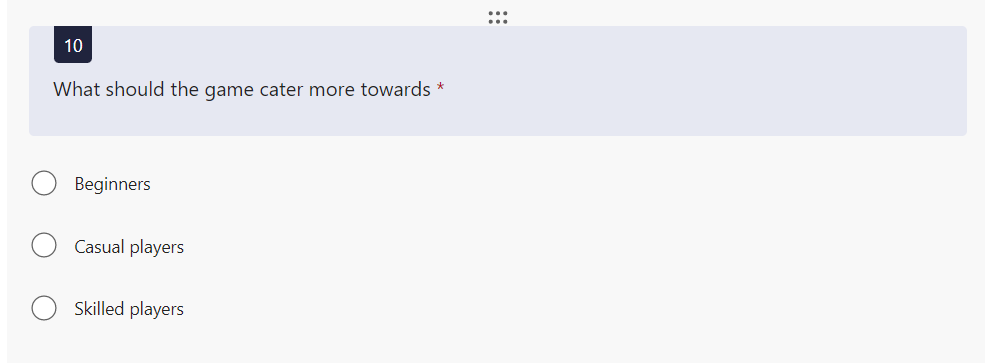 10
What should the game cater more towards *
Beginners
Casual players
Skilled players